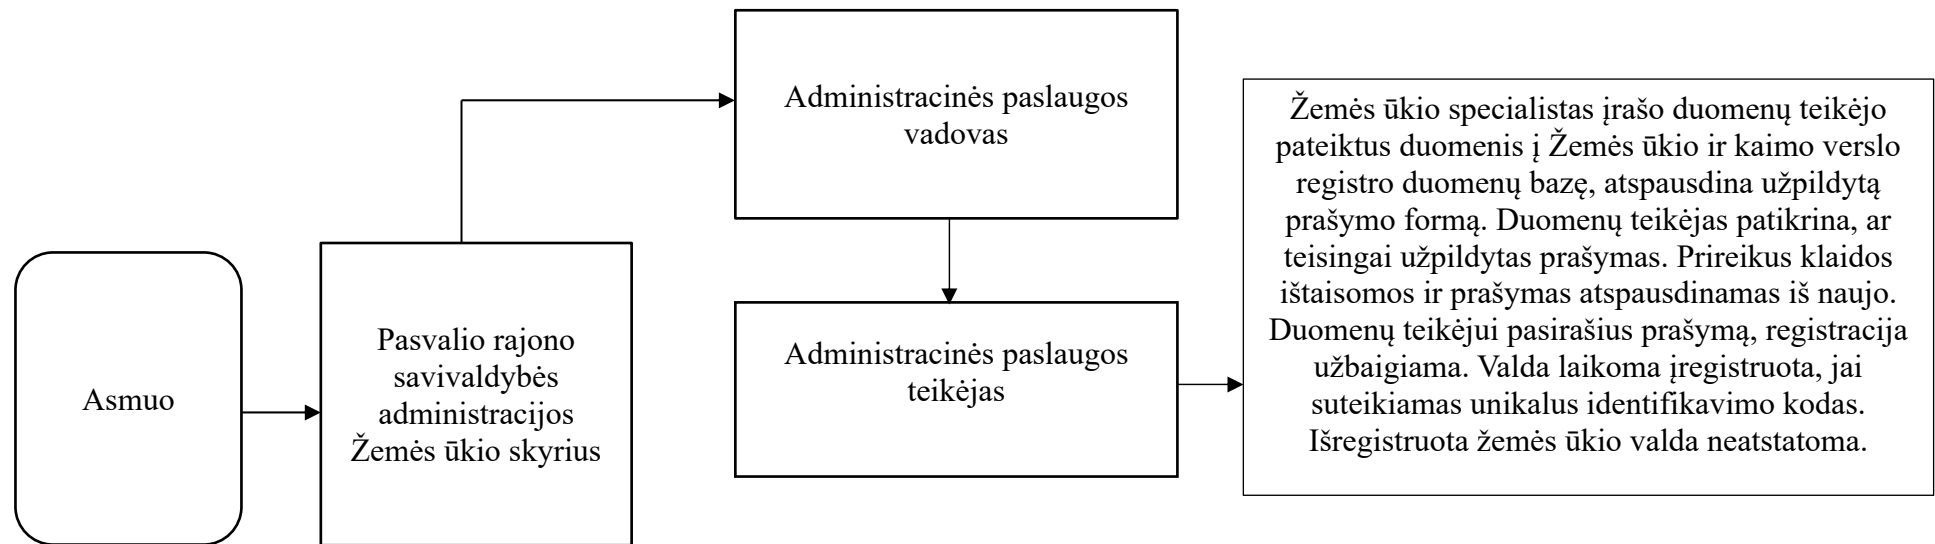 Asmuo
Pasvalio rajono
savivaldybės
administracijos
Žemės ūkio skyrius
Administracinės paslaugos
vadovas
Administracinės paslaugos
teikėjas
Žemės ūkio specialistas įrašo duomenų teikėjo
pateiktus duomenis į Žemės ūkio ir kaimo verslo
registro duomenų bazę, atspausdina užpildytą
prašymo formą. Duomenų teikėjas patikrina, ar
teisingai užpildytas prašymas. Prireikus klaidos
ištaisomos ir prašymas atspausdinamas iš naujo.
Duomenų teikėjui pasirašius prašymą, registracija
užbaigiama. Valda laikoma įregistruota, jai
suteikiamas unikalus identifikavimo kodas.
Išregistruota žemės ūkio valda neatstatoma.